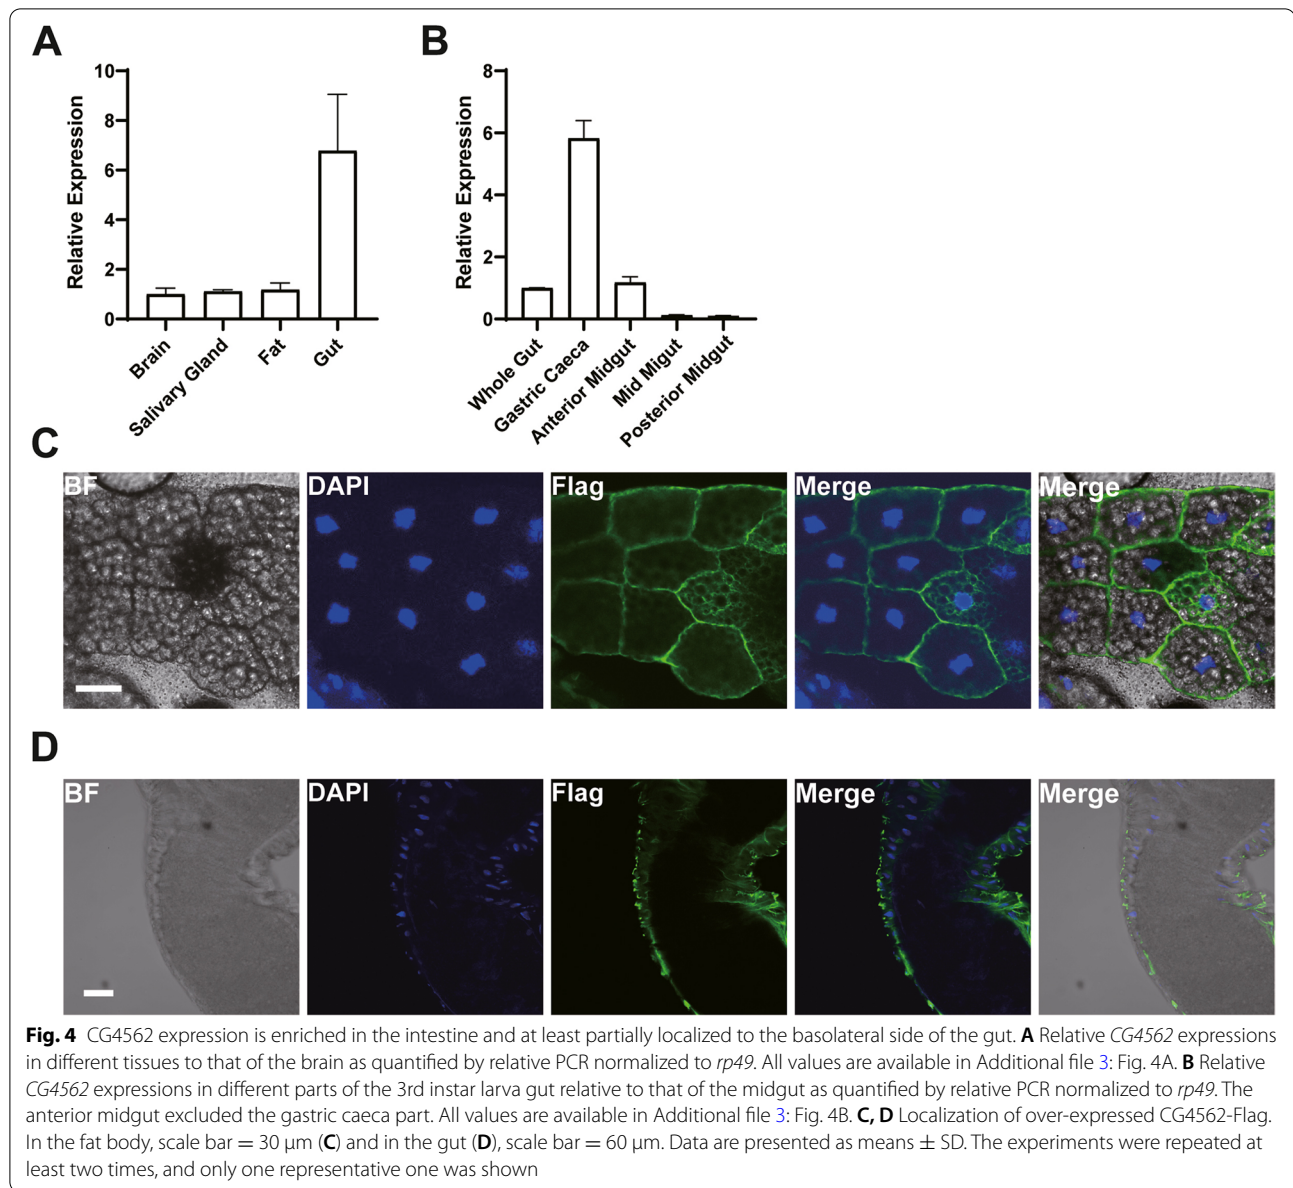 A
Relative Expression
10
8
6
4
2
0
Brain
Salivary Gland
Fat
Gut
B
Relative Expression
8
6
4
2
0
Whole Gut
Gastric Caeca
Anterior Midgut
Mid Migut
Posterior Midgut
C
BF
DAPI
Flag
Merge
Merge
D
BF
DAPI
Flag
Merge
Merge
Fig. 4 CG4562 expression is enriched in the intestine and at least partially localized to the basolateral side of the gut. A Relative CG4562 expressions
in different tissues to that of the brain as quantified by relative PCR normalized to rp49. All values are available in Additional file 3: Fig. 4A. B Relative
CG4562 expressions in different parts of the 3rd instar larva gut relative to that of the midgut as quantified by relative PCR normalized to rp49. The
anterior midgut excluded the gastric caeca part. All values are available in Additional file 3: Fig. 4B. C, D Localization of over-expressed CG4562-Flag.
In the fat body, scale bar = 30 μm (C) and in the gut (D), scale bar = 60 μm. Data are presented as means ± SD. The experiments were repeated at
least two times, and only one representative one was shown